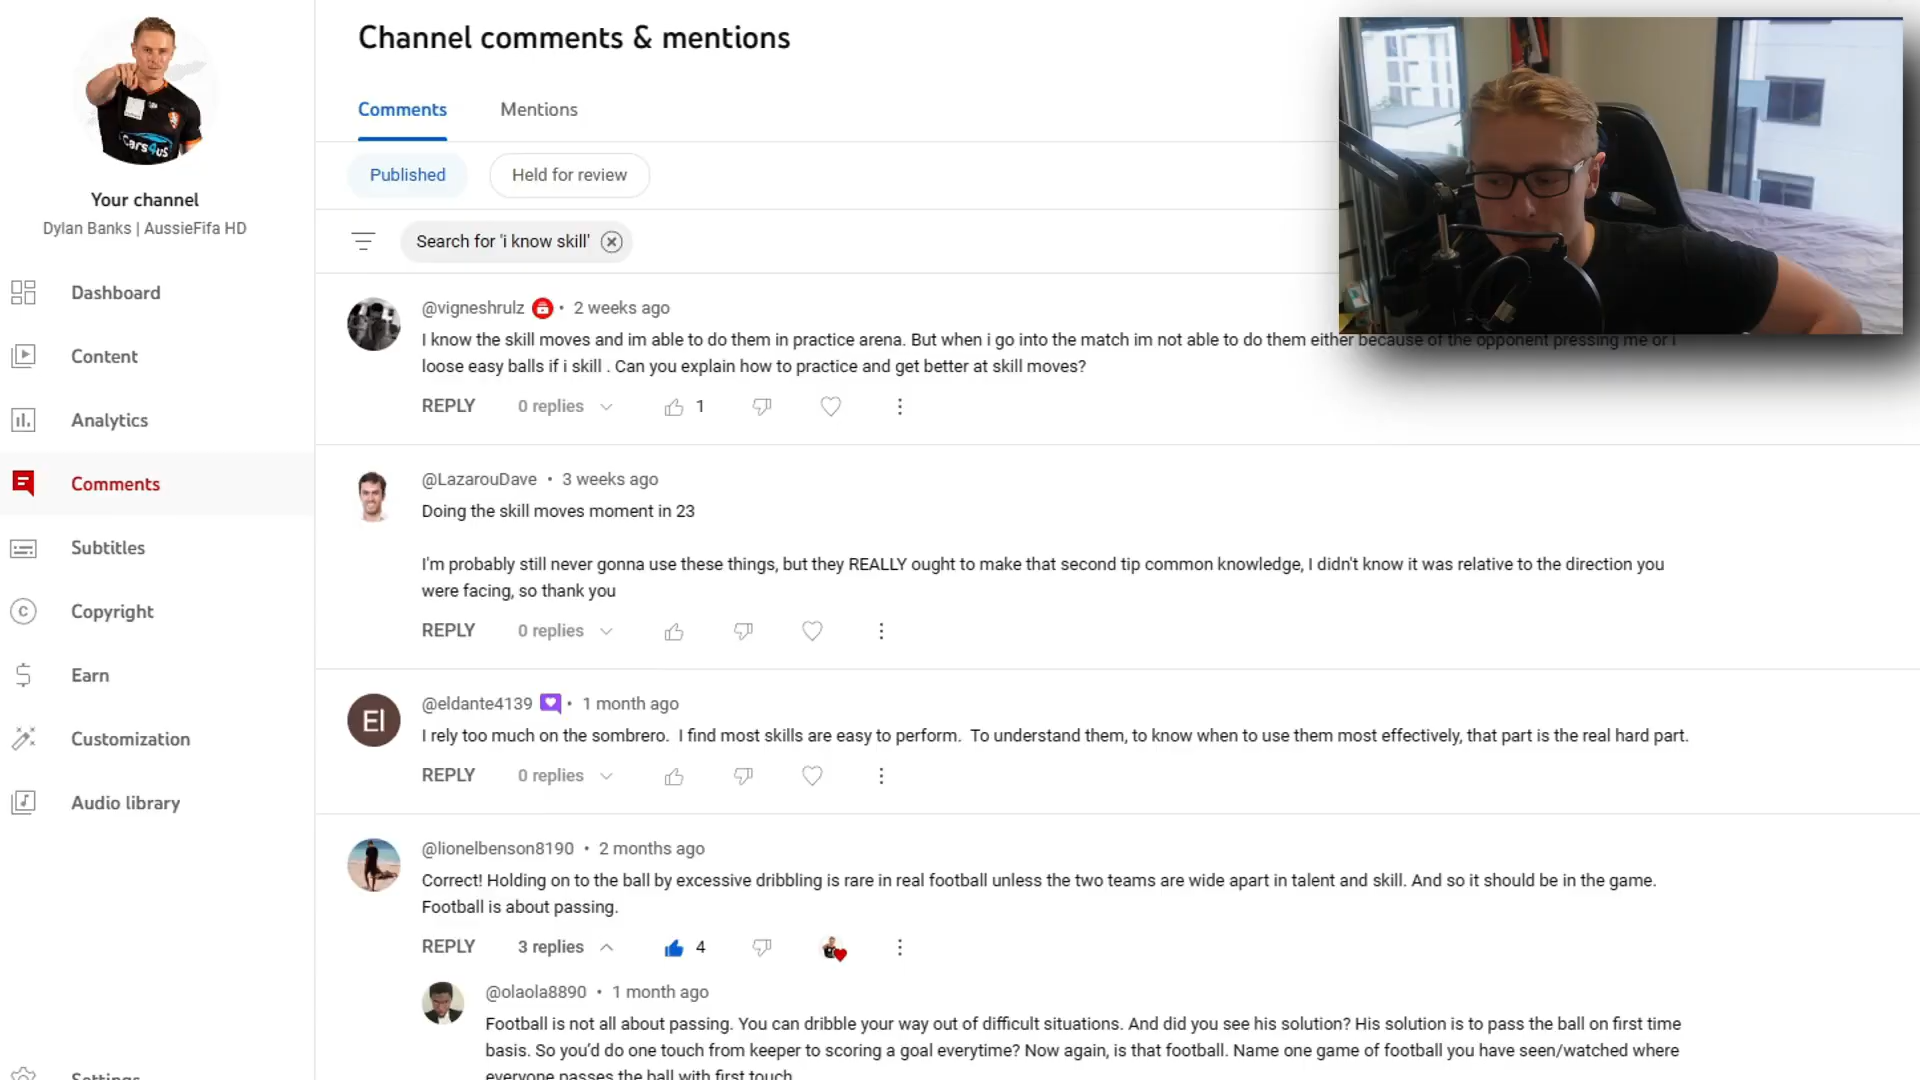 Channel comments & mentions
Comments
Mentions
Published
Held for review
Search for 'i know skill'
Cars4us
Your channel
Dylan Banks | AussieFifa HD
Dashboard
Content
Analytics
Comments
Subtitles
Copyright
Earn
Customization
Audio library
Settings
@vigneshrulz • 2 weeks ago
I know the skill moves and im able to do them in practice arena. But when i go into the match im not able to do them either because of the opponent pressing me or i
loose easy balls if i skill . Can you explain how to practice and get better at skill moves?
REPLY 0 replies 1
@LazarouDave • 3 weeks ago
Doing the skill moves moment in 23
I'm probably still never gonna use these things, but they REALLY ought to make that second tip common knowledge, I didn't know it was relative to the direction you
were facing, so thank you
REPLY 0 replies
El
@eldante4139 • 1 month ago
I rely too much on the sombrero. I find most skills are easy to perform. To understand them, to know when to use them most effectively, that part is the real hard part.
REPLY 0 replies
@lionelbenson8190 • 2 months ago
Correct! Holding on to the ball by excessive dribbling is rare in real football unless the two teams are wide apart in talent and skill. And so it should be in the game.
Football is about passing.
REPLY 3 replies 4
@olaola8890 • 1 month ago
Football is not all about passing. You can dribble your way out of difficult situations. And did you see his solution? His solution is to pass the ball on first time
basis. So you'd do one touch from keeper to scoring a goal everytime? Now again, is that football. Name one game of football you have seen/watched where
everyone passes the ball with first touch